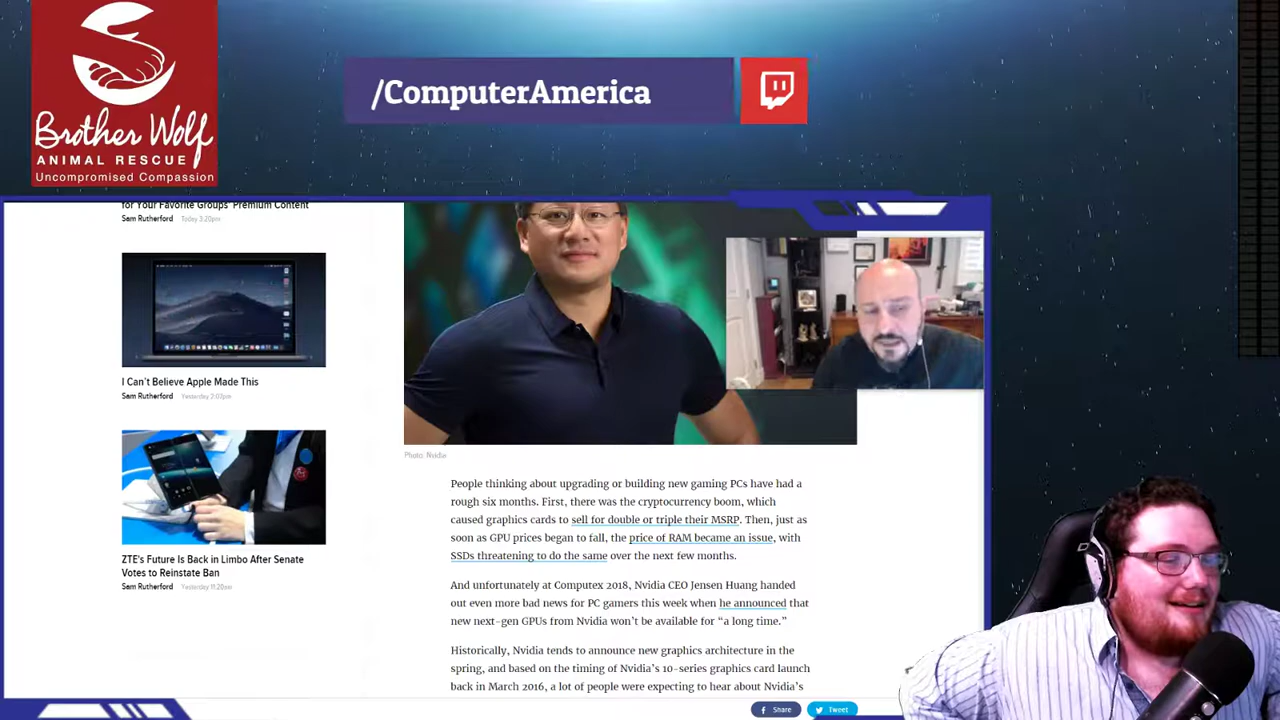 Brother Wolf
ANIMAL RESCUE
Uncompromised Compassion
/ComputerAmerica
for Your Favorite Groups' Premium Content
Sam Rutherford Today 3:20pm
I Can't Believe Apple Made This
Sam Rutherford Yesterday 2:02pm
ZTE's Future Is Back in Limbo After Senate
Votes to Reinstate Ban
Sam Rutherford Yesterday 11:20am
Photo: Nvidia
People thinking about upgrading or building new gaming PCs have had a
rough six months. First, there was the cryptocurrency boom, which
caused graphics cards to sell for double or triple their MSRP. Then, just as
soon as GPU prices began to fall, the price of RAM became an issue, with
SSDs threatening to do the same over the next few months.
And unfortunately at Computex 2018, Nvidia CEO Jensen Huang handed
out even more bad news for PC gamers this week when he announced that
new next-gen GPUs from Nvidia won't be available for “a long time.”
Historically, Nvidia tends to announce new graphics architecture in the
spring, and based on the timing of Nvidia's 10-series graphics card launch
back in March 2016, a lot of people were expecting to hear about Nvidia's
Share Tweet